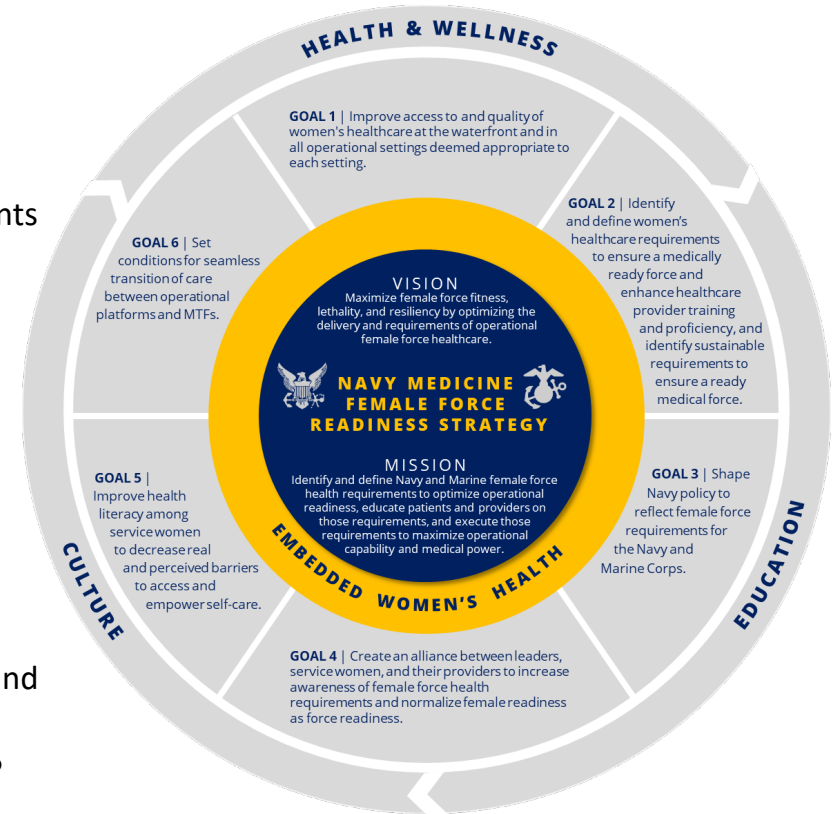 HEALTH & WELLNESS
GOAL 1 | Improve access to and quality of
women's healthcare at the waterfront and in
all operational settings deemed appropriate to
each setting.
GOAL 2 | Identify
and define women’s
healthcare requirements
to ensure a medically
ready force and
enhance healthcare
provider training
and proficiency, and
identify sustainable
requirements to
ensure a ready
medical force.
nts
GOAL 6 | Set
conditions for seamless
transition of care
between operational
platforms and MTFs.
VISION
Maximize female force fitness,
lethality, and resiliency by optimizing the
delivery and requirements of operational
female force healthcare.
NAVY MEDICINE
FEMALE FORCE
READINESS STRATEGY
MISSION
Identify and define Navy and Marine female force
health requirements to optimize operational
readiness, educate patients and providers on
those requirements, and execute those
requirements to maximize operational
capability and medical power.
EMBEDDED WOMEN'S HEALTH
GOAL 3 | Shape
Navy policy to
reflect female force
requirements for
the Navy and
Marine Corps.
EDUCATION
GOAL 5 |
Improve health
literacy among
service women
to decrease real
and perceived barriers
to access and
empower self-care.
CULTURE
GOAL 4 | Create an alliance between leaders,
service women, and their providers to increase
awareness of female force health
requirements and normalize female readiness
as force readiness.
nd